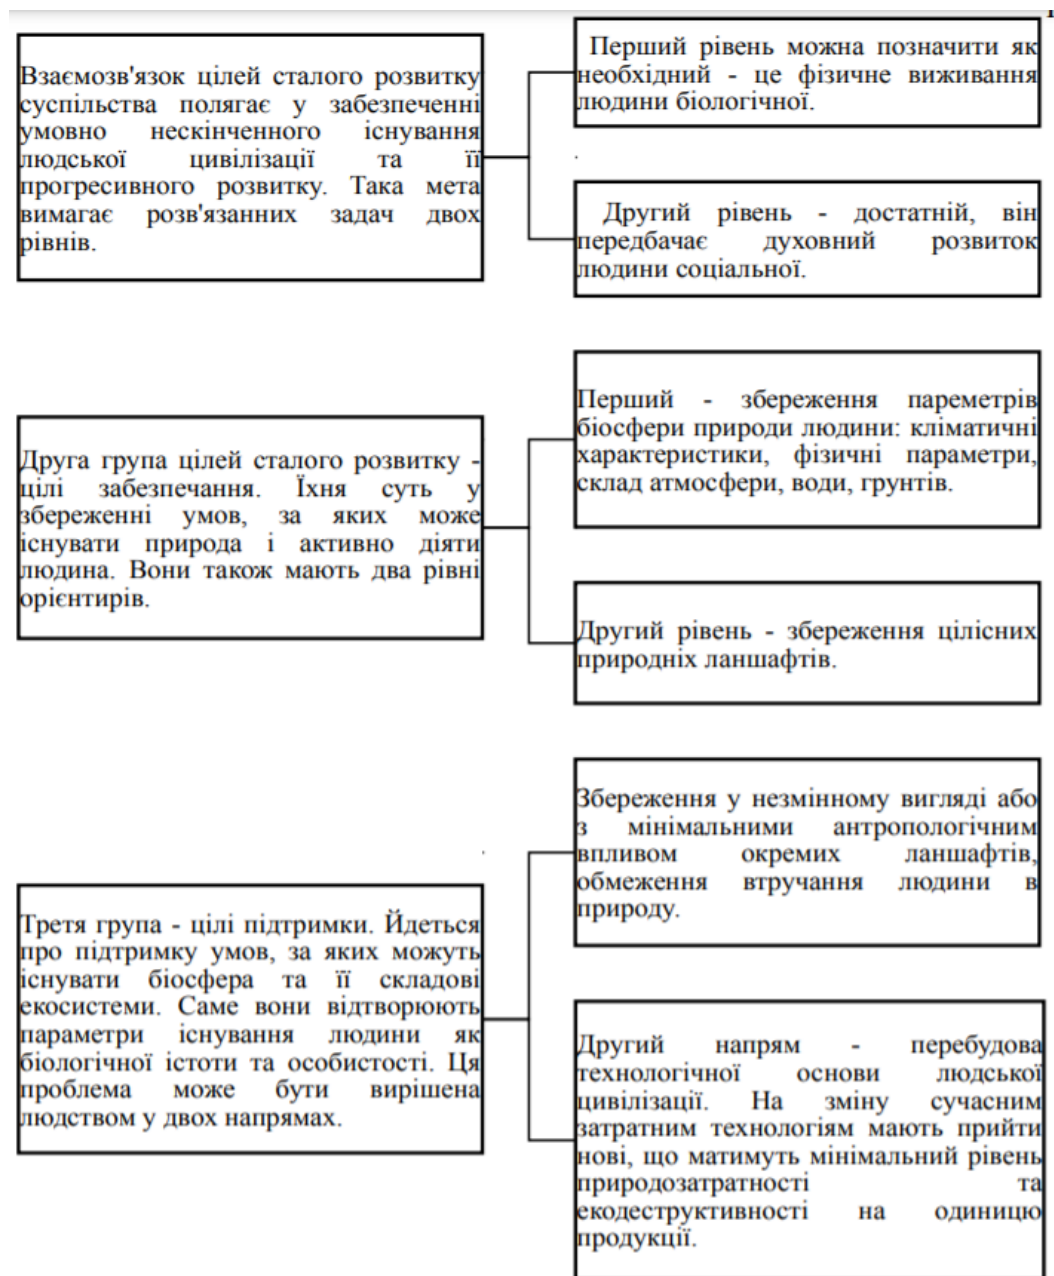 Взаємозв'язок цілей сталого розвитку
суспільства полягає у забезпеченні
умовно нескінченного існування
людської цивілізації та її
прогресивного розвитку. Така мета
вимагає розв'язанних задач двох
рівнів.
Перший рівень можна позначити як
необхідний - це фізичне виживання
людини біологічної.
Другий рівень - достатній, він
передбачає духовний розвиток
людини соціальної.
Друга група цілей сталого розвитку -
цілі забезпечання. Їхня суть у
збереженні умов, за яких може
існувати природа і активно діяти
людина. Вони також мають два рівні
орієнтирів.
Перший - збереження пареметрів
біосфери природи людини: кліматичні
характеристики, фізичні параметри,
склад атмосфери, води, грунтів.
Другий рівень - збереження цілісних
природніх ланшафтів.
Третя група - цілі підтримки. Йдеться
про підтримку умов, за яких можуть
існувати біосфера та її складові
екосистеми. Саме вони відтворюють
параметри існування людини як
біологічної істоти та особистості. Ця
проблема може бути вирішена
людством у двох напрямах.
Збереження у незмінному вигляді або
з мінімальними антропологічним
впливом окремих ланшафтів,
обмеження втручання людини в
природу.
Другий напрям - перебудова
технологічної основи людської
цивілізації. На зміну сучасним
затратним технологіям мають прийти
нові, що матимуть мінімальний рівень
природозатратності та
екодеструктивності на одиницю
продукції.